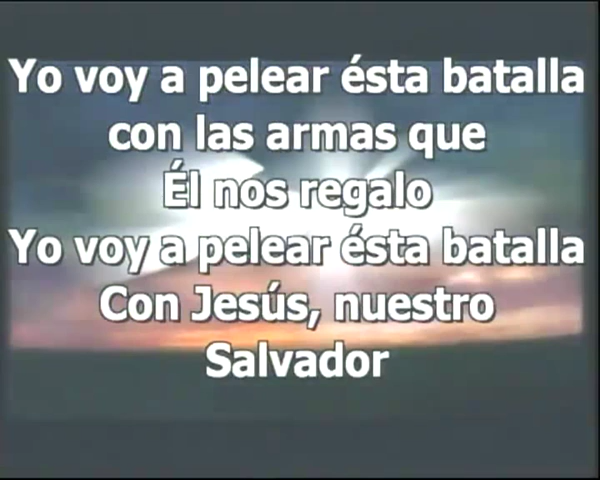 Yo voy a pelear ésta batalla
con las armas que
Él nos regalo
Yo voy a pelear ésta batalla
Con Jesús, nuestro
Salvador